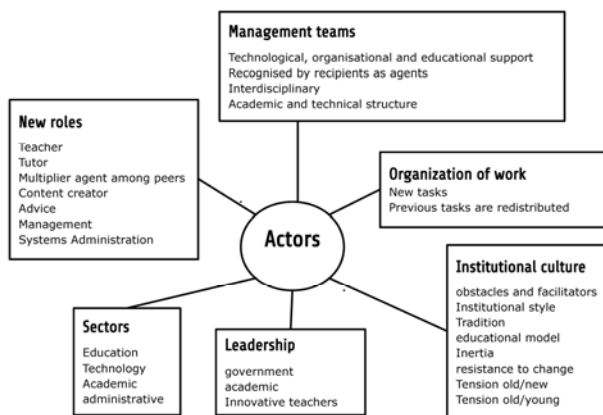 Management teams
Technological, organisational and educational support
Recognised by recipients as agents
Interdisciplinary
Academic and technical structure
New roles
Teacher
Tutor
Multiplier agent among peers
Content creator
Advice
Management
Systems Administration
Organization of work
New tasks
Previous tasks are redistributed
Actors
Institutional culture
obstacles and facilitators
Institutional style
Tradition
educational model
Inertia
resistance to change
Tension old/new
Tension old/young
Sectors
Education
Technology
Academic
administrative
Leadership
government
academic
Innovative teachers